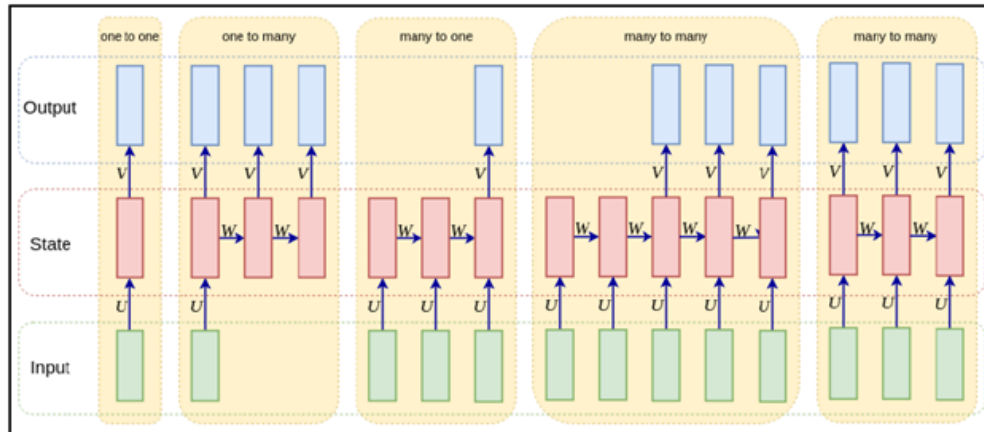 one to one
one to many
many to one
many to many
many to many
Output
V
V V V
V
V V V
V V V
State
W W
W W
W W W W
W W
U
U
U U U
U U U U U
U U U
Input